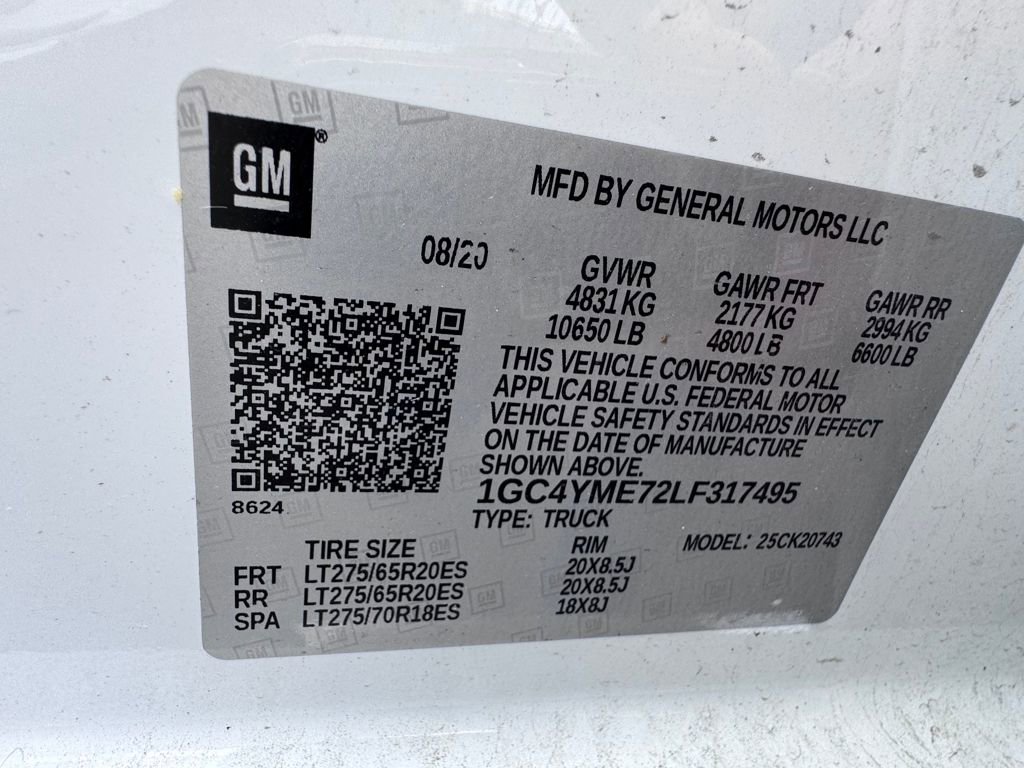 GM®
MFD BY GENERAL MOTORS LLC
08/20
GVWR GAWR FRT GAWR RR
4831 KG 2177 KG 2994 KG
10650 LB 4800 LB 6600 LB
THIS VEHICLE CONFORMS TO ALL
APPLICABLE U.S. FEDERAL MOTOR
VEHICLE SAFETY STANDARDS IN EFFECT
ON THE DATE OF MANUFACTURE
SHOWN ABOVE.
1GC4YME72LF317495
8624
TYPE: TRUCK
MODEL: 25CK20743
TIRE SIZE RIM
FRT LT275/65R20ES 20X8.5J
RR LT275/65R20ES 20X8.5J
SPA LT275/70R18ES 18X8J